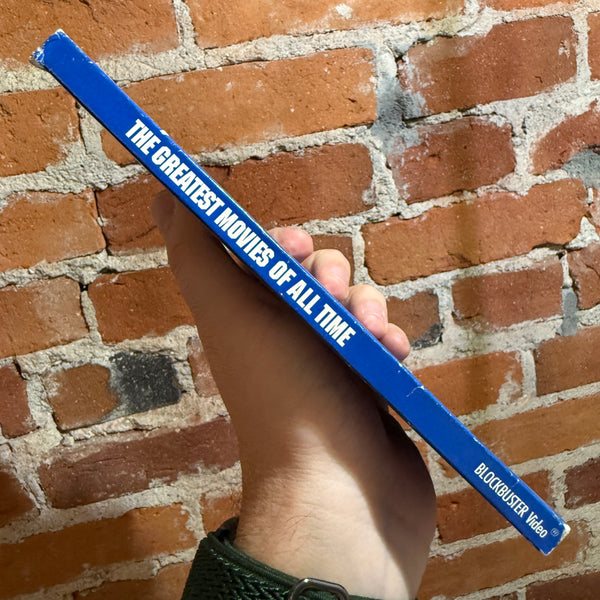 THE GREATEST MOVIES OF ALL TIME
BLOCKBUSTER Video ®